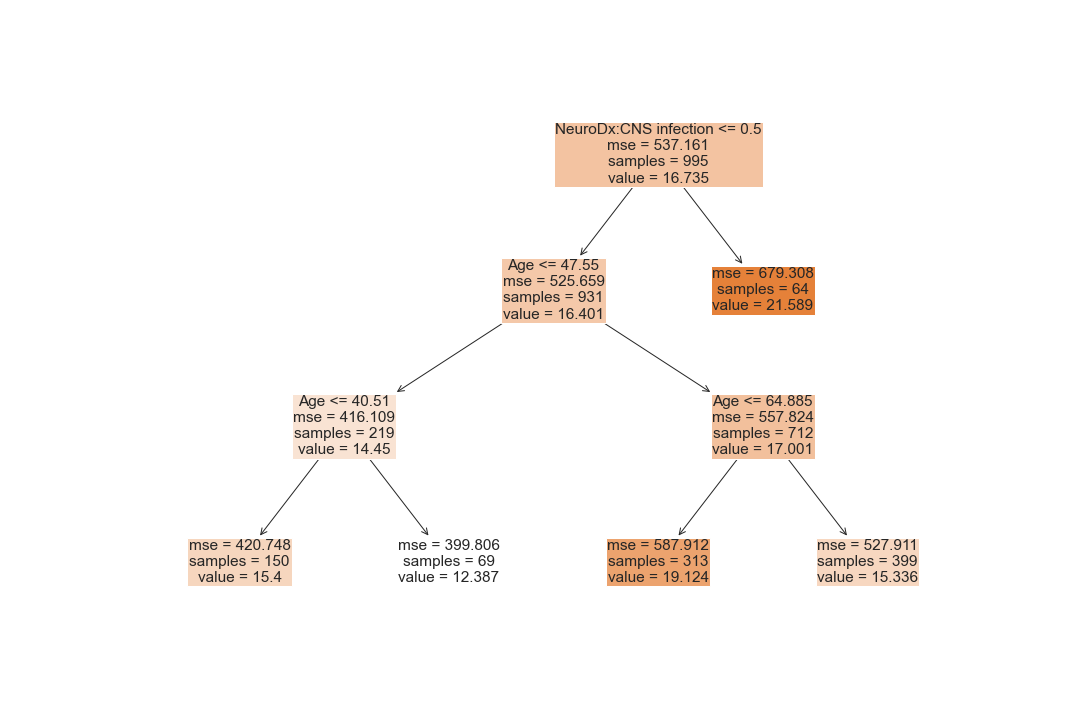 NeuroDx:CNS infection <= 0.5
mse = 537.161
samples = 995
value = 16.735
Age <= 47.55
mse = 525.659
samples = 931
value = 16.401
mse = 679.308
samples = 64
value = 21.589
Age <= 40.51
mse = 416.109
samples = 219
value = 14.45
Age <= 64.885
mse = 557.824
samples = 712
value = 17.001
mse = 420.748
samples = 150
value = 15.4
mse = 399.806
samples = 69
value = 12.387
mse = 587.912
samples = 313
value = 19.124
mse = 527.911
samples = 399
value = 15.336